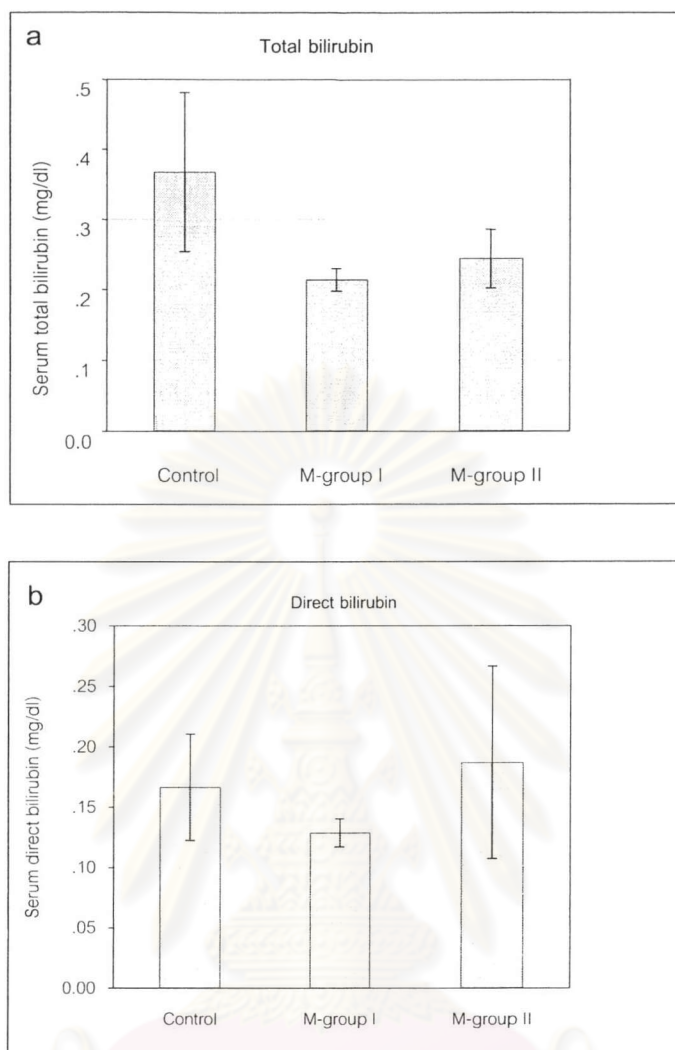 a
Total bilirubin
Serum total bilirubin (mg/dl)
.5
.4
.3
.2
.1
0.0
Control M-group I M-group II
b
Direct bilirubin
Serum direct bilirubin (mg/dl)
.30
.25
.20
.15
.10
.05
0.00
Control M-group I M-group II